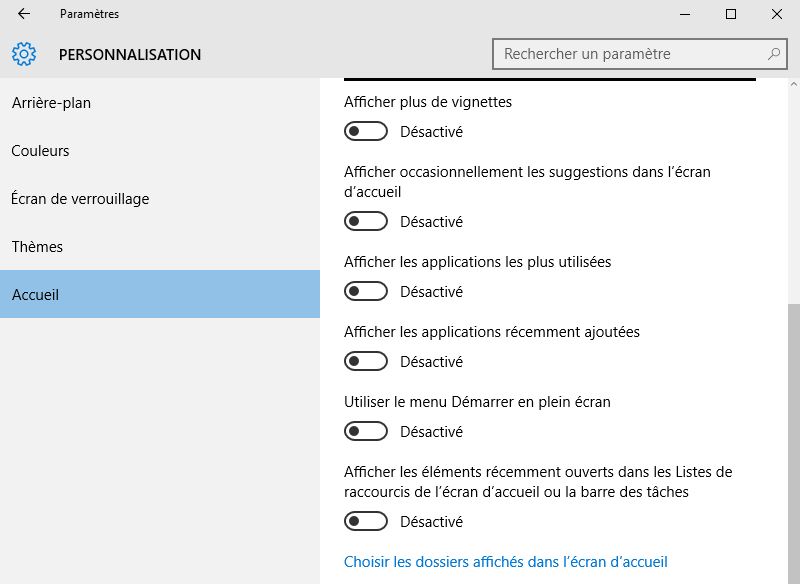 Paramètres
PERSONNALISATION
Rechercher un paramètre
Arrière-plan
Couleurs
Écran de verrouillage
Thèmes
Accueil
Afficher plus de vignettes
Désactivé
Afficher occasionnellement les suggestions dans l’écran
d’accueil
Désactivé
Afficher les applications les plus utilisées
Désactivé
Afficher les applications récemment ajoutées
Désactivé
Utiliser le menu Démarrer en plein écran
Désactivé
Afficher les éléments récemment ouverts dans les Listes de
raccourcis de l’écran d’accueil ou la barre des tâches
Désactivé
Choisir les dossiers affichés dans l’écran d’accueil